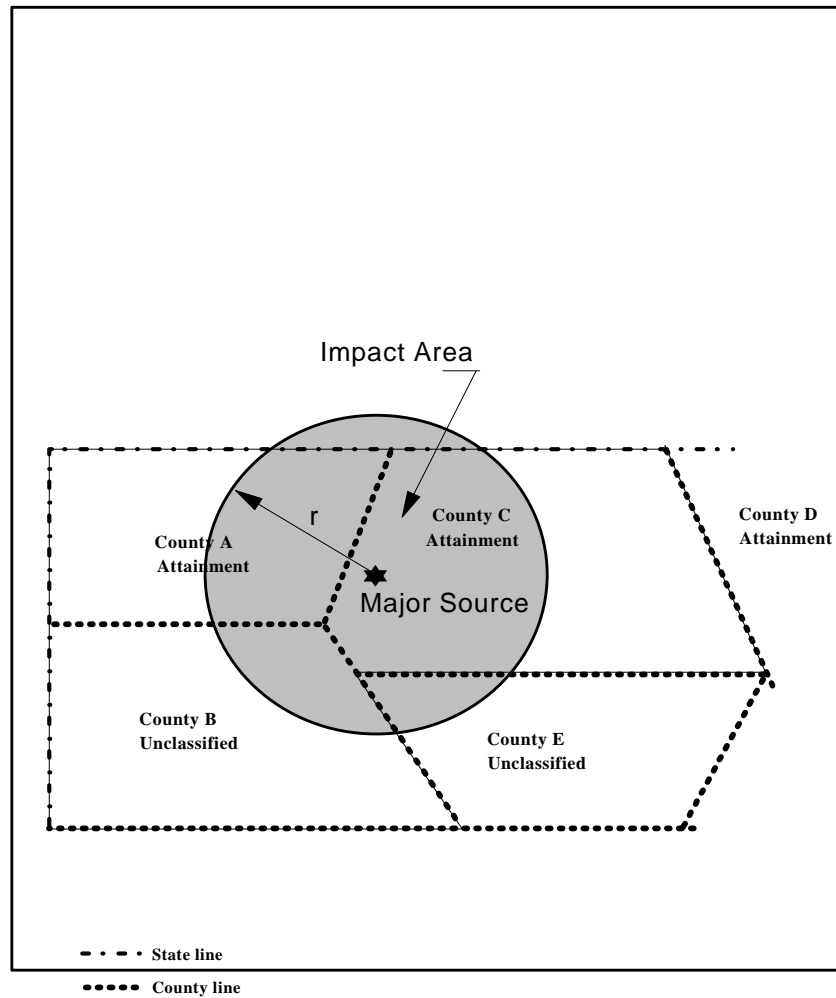 Impact Area
r
County A
Attainment
County C
Attainment
County D
Attainment
Major Source
County B
Unclassified
County E
Unclassified
State line
County line